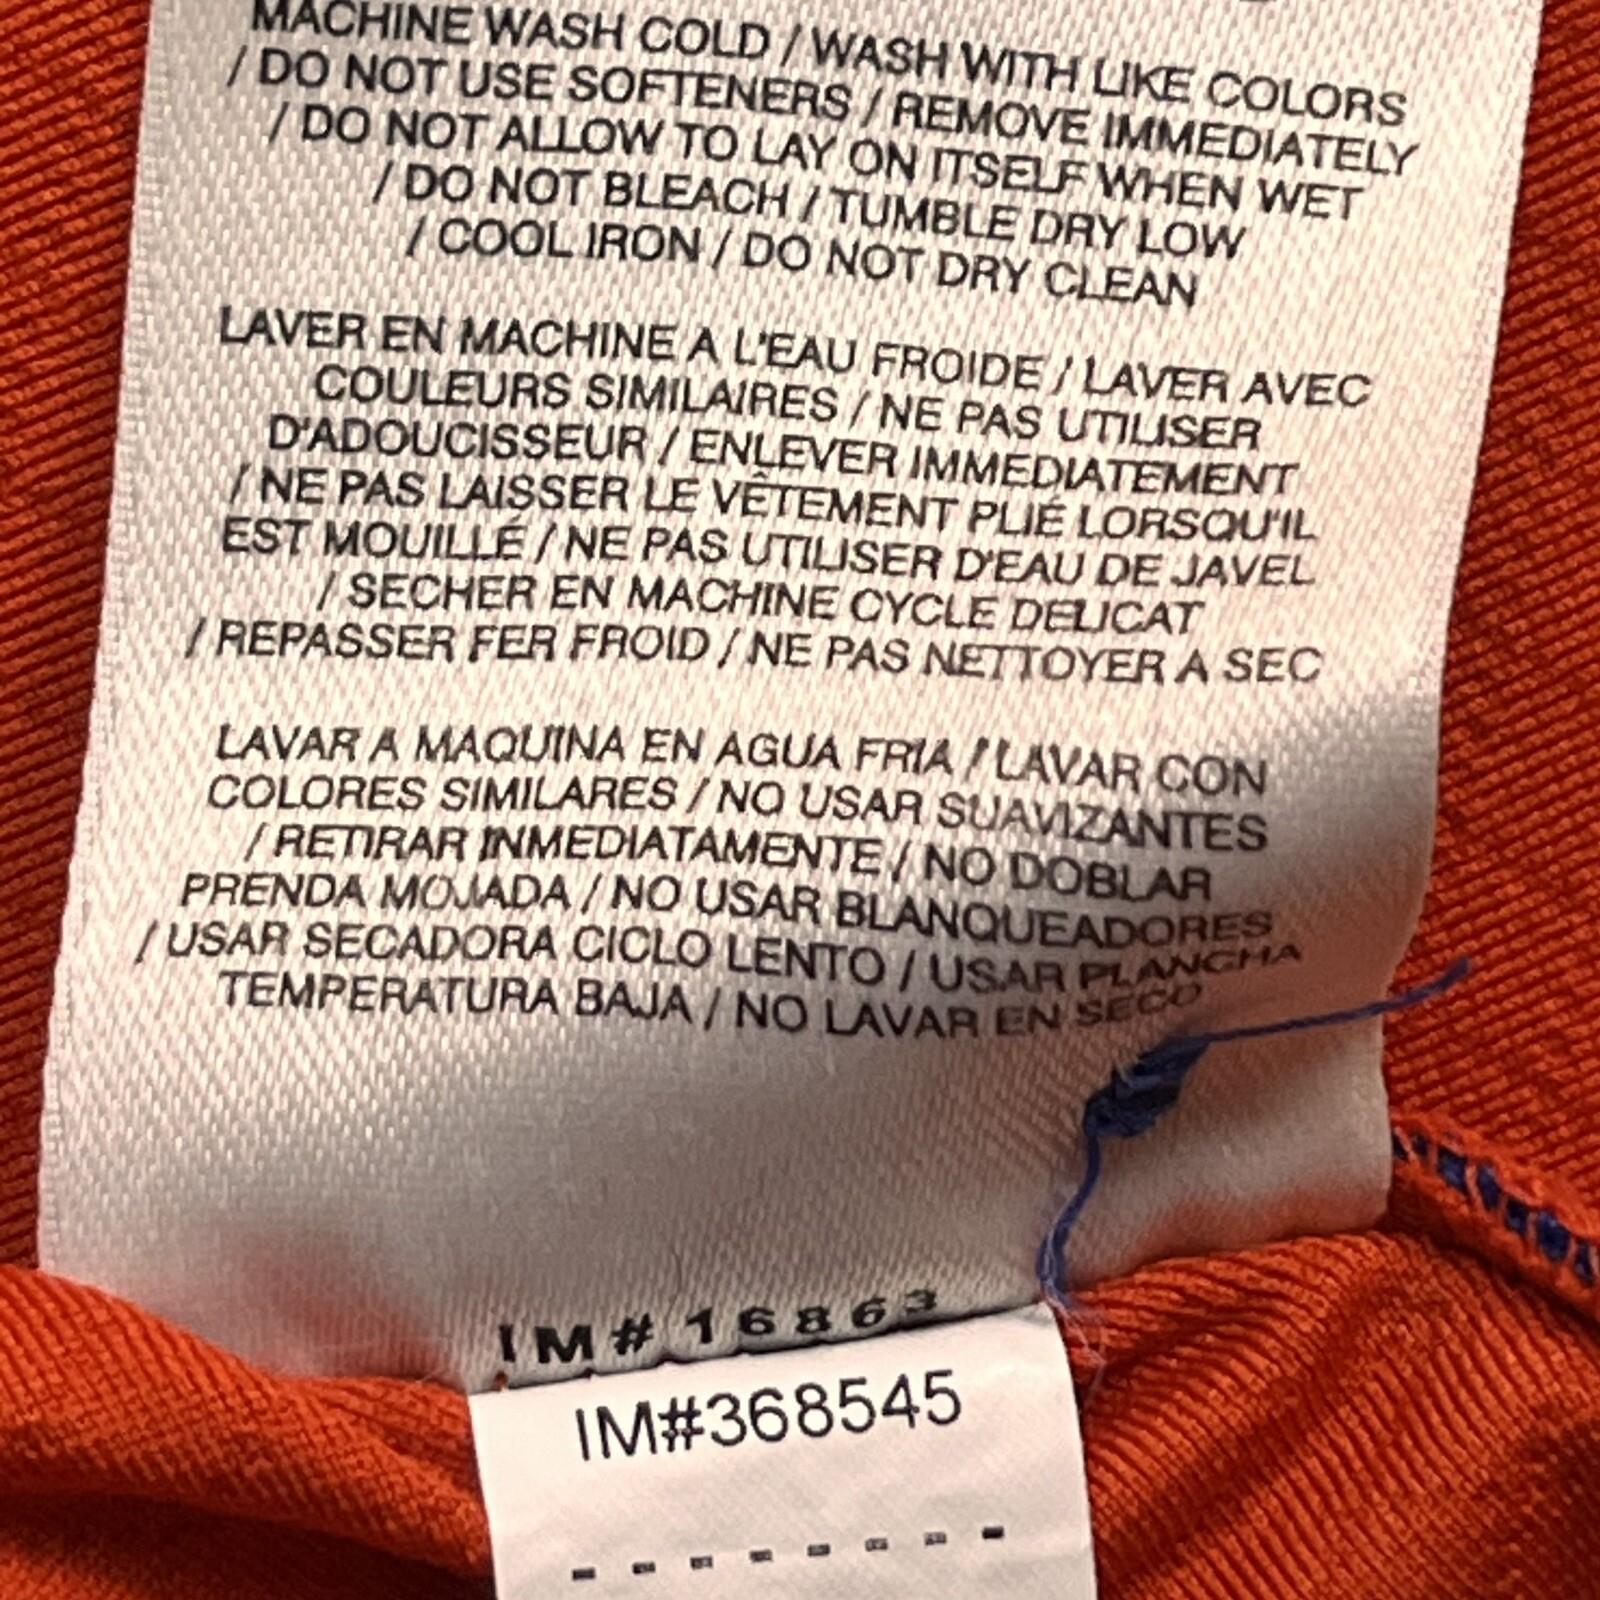 MACHINE WASH COLD / WASH WITH LIKE COLORS
/ DO NOT USE SOFTENERS / REMOVE IMMEDIATELY
/ DO NOT ALLOW TO LAY ON ITSELF WHEN WET
/ DO NOT BLEACH / TUMBLE DRY LOW
/ COOL IRON / DO NOT DRY CLEAN
LAVER EN MACHINE A L'EAU FROIDE / LAVER AVEC
COULEURS SIMILAIRES / NE PAS UTILISER
D'ADOUCISSEUR / ENLEVER IMMEDIATEMENT
/ NE PAS LAISSER LE VÊTEMENT PLIÉ LORSQU'IL
EST MOUILLÉ / NE PAS UTILISER D'EAU DE JAVEL
/ SECHER EN MACHINE CYCLE DELICAT
/ REPASSER FER FROID / NE PAS NETTOYER A SEC
LAVAR A MAQUINA EN AGUA FRIA / LAVAR CON
COLORES SIMILARES / NO USAR SUAVIZANTES
/ RETIRAR INMEDIATAMENTE / NO DOBLAR
PRENDA MOJADA / NO USAR BLANQUEADORES
/ USAR SECADORA CICLO LENTO / USAR PLANCHA
TEMPERATURA BAJA / NO LAVAR EN SECO
IM# 16863
IM#368545
- - - - - - - -